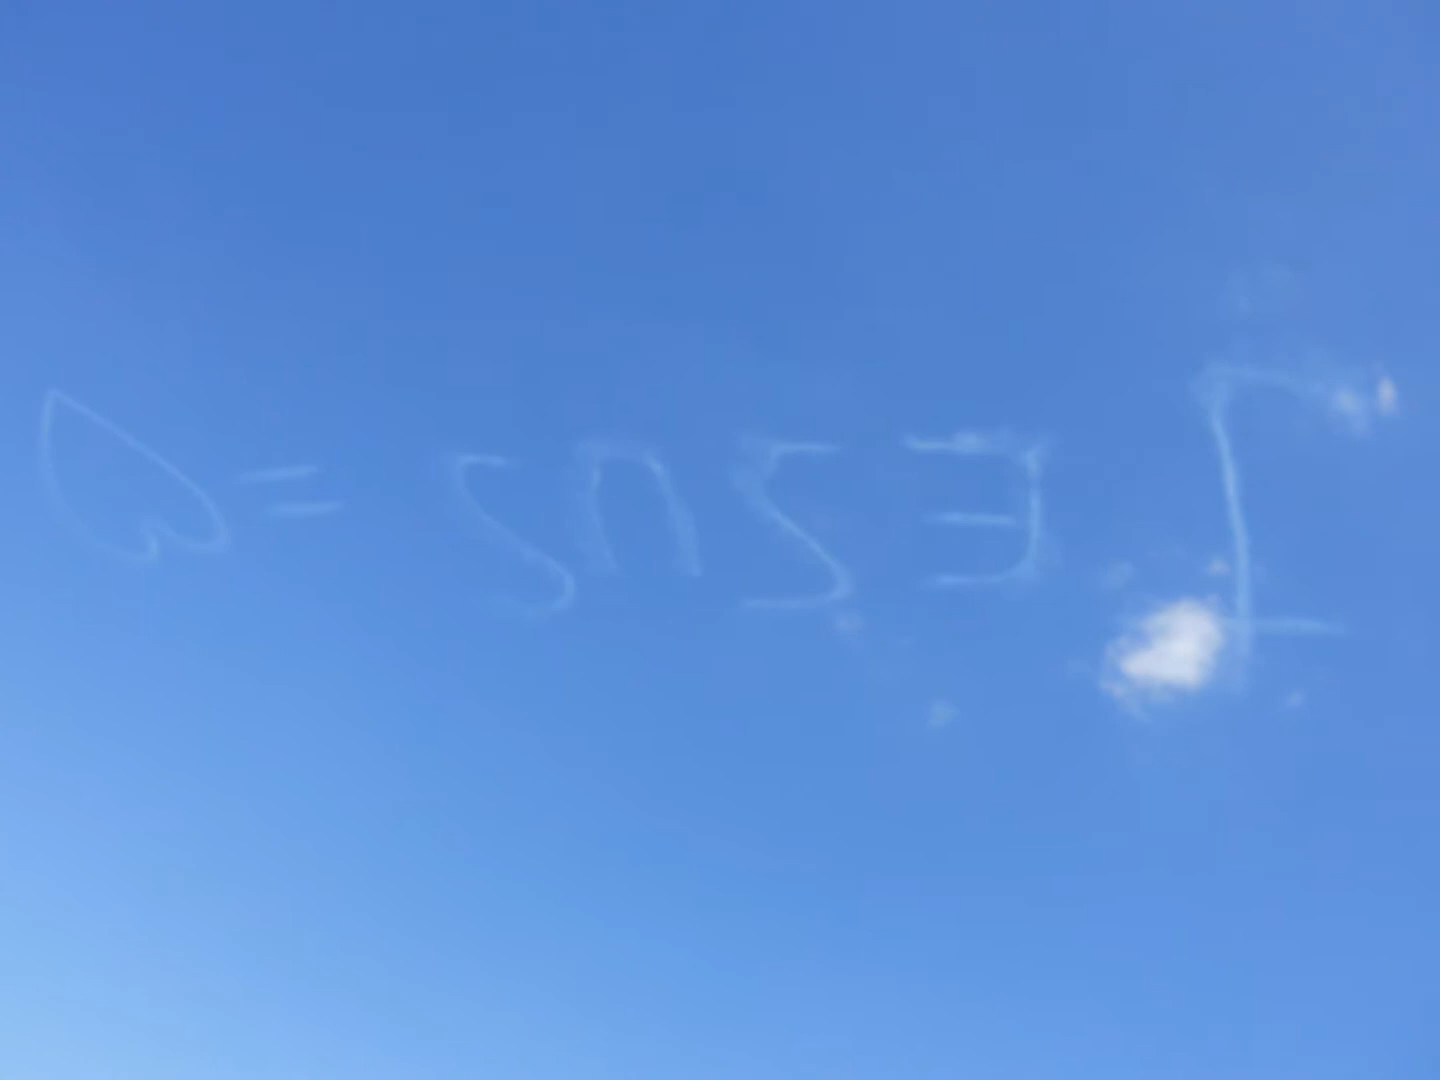 JESUS = ♡